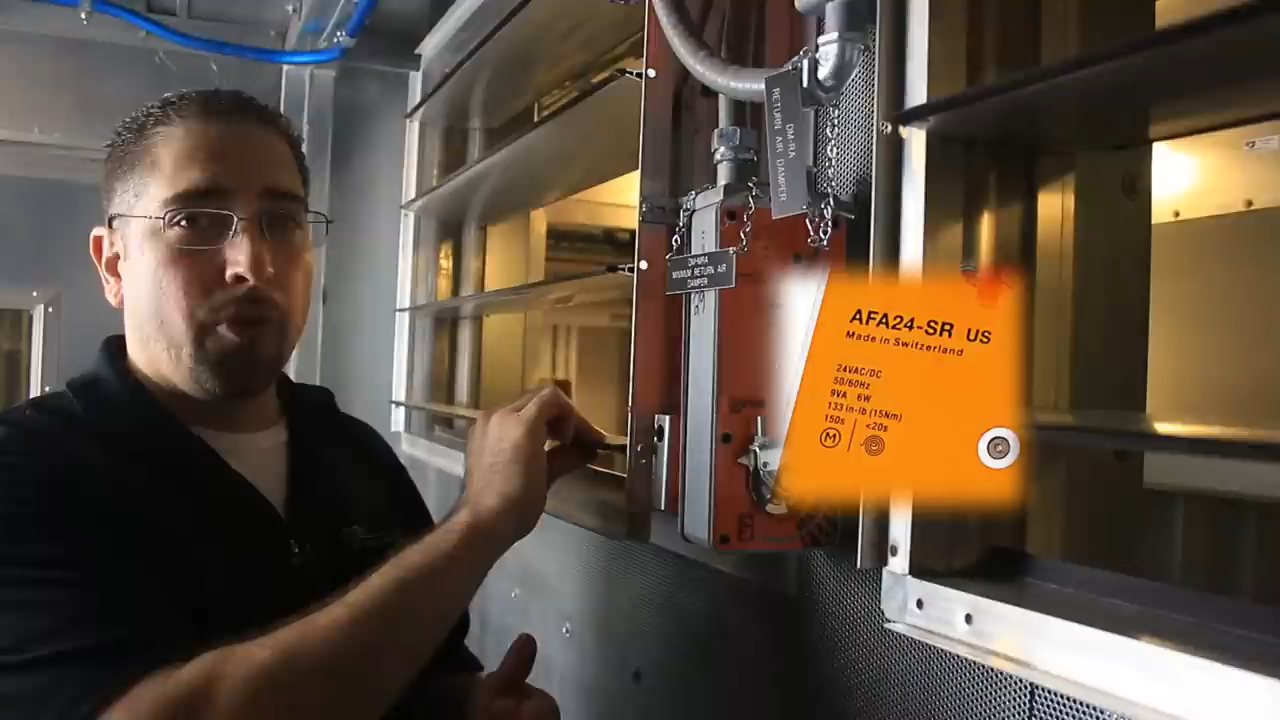 DM-RA
RETURN AIR DAMPER
DM-MRA
MINIMUM RETURN AIR
DAMPER
AFA24-SR US
Made in Switzerland
24VAC/DC
50/60Hz
9VA 6W
133 in-lb (15Nm)
150s <20s
M